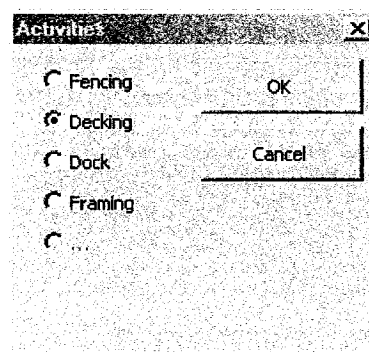 Activities
Fencing
OK
Decking
Dock
Cancel
Framing
...